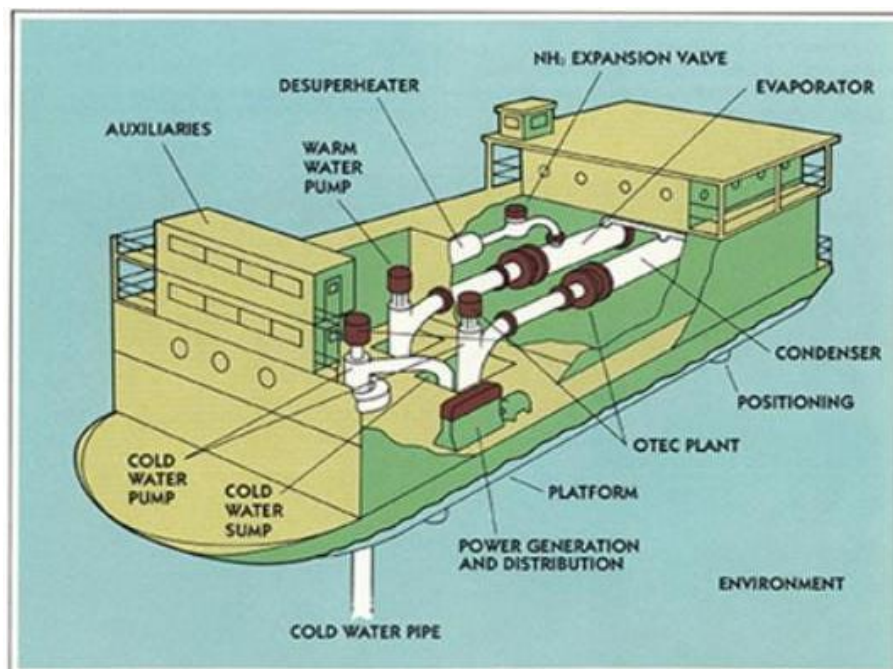 NH₃ EXPANSION VALVE
DESUPERHEATER
EVAPORATOR
AUXILIARIES
WARM
WATER
PUMP
CONDENSER
POSITIONING
OTEC PLANT
COLD
WATER
PUMP
COLD
WATER
SUMP
PLATFORM
POWER GENERATION
AND DISTRIBUTION
ENVIRONMENT
COLD WATER PIPE